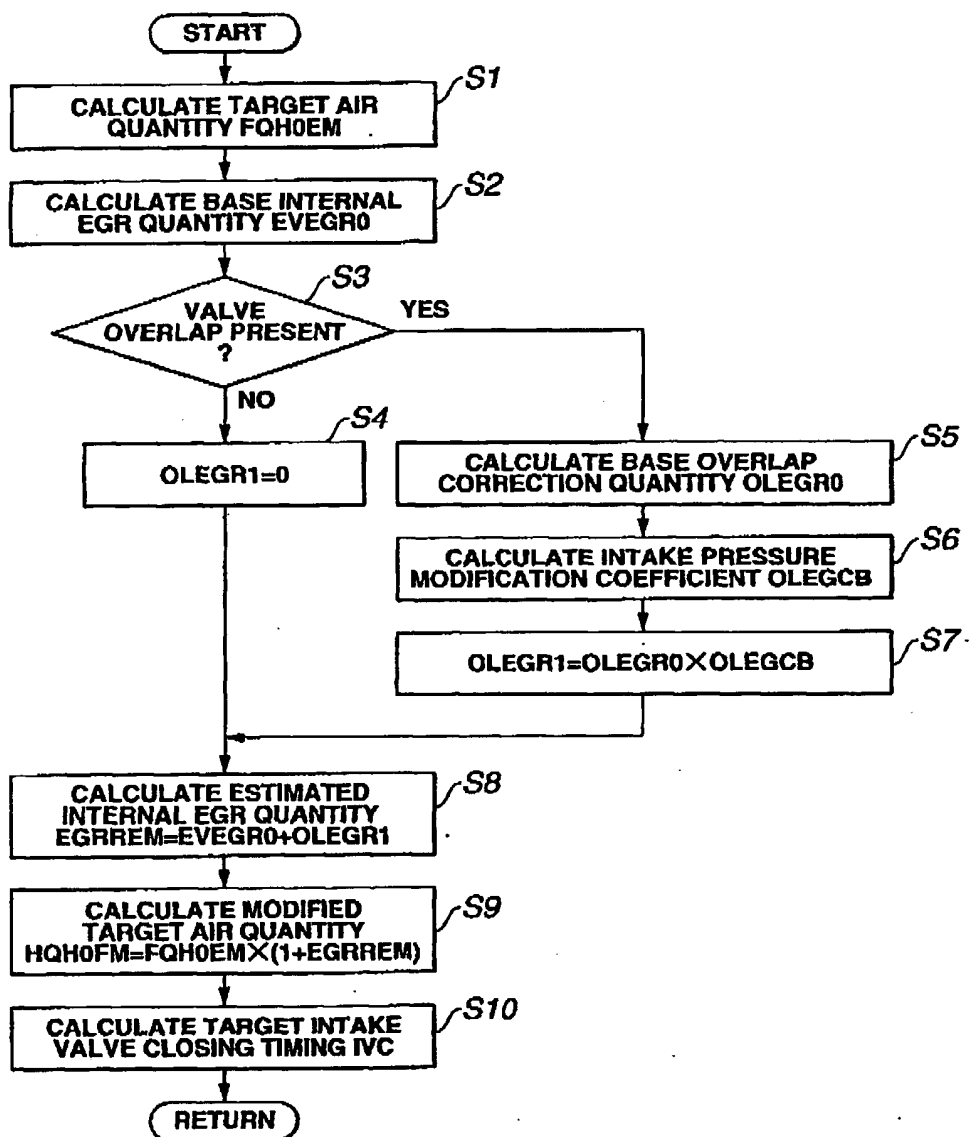 START
S1
CALCULATE TARGET AIR
QUANTITY FQH0EM
S2
CALCULATE BASE INTERNAL
EGR QUANTITY EVEGR0
S3
VALVE
OVERLAP PRESENT
?
YES
NO
S4
OLEGR1=0
S5
CALCULATE BASE OVERLAP
CORRECTION QUANTITY OLEGR0
S6
CALCULATE INTAKE PRESSURE
MODIFICATION COEFFICIENT OLEGCB
S7
OLEGR1=OLEGR0×OLEGCB
S8
CALCULATE ESTIMATED
INTERNAL EGR QUANTITY
EGRREM=EVEGR0+OLEGR1
S9
CALCULATE MODIFIED
TARGET AIR QUANTITY
HQH0FM=FQH0EM×(1+EGRREM)
S10
CALCULATE TARGET INTAKE
VALVE CLOSING TIMING IVC
RETURN